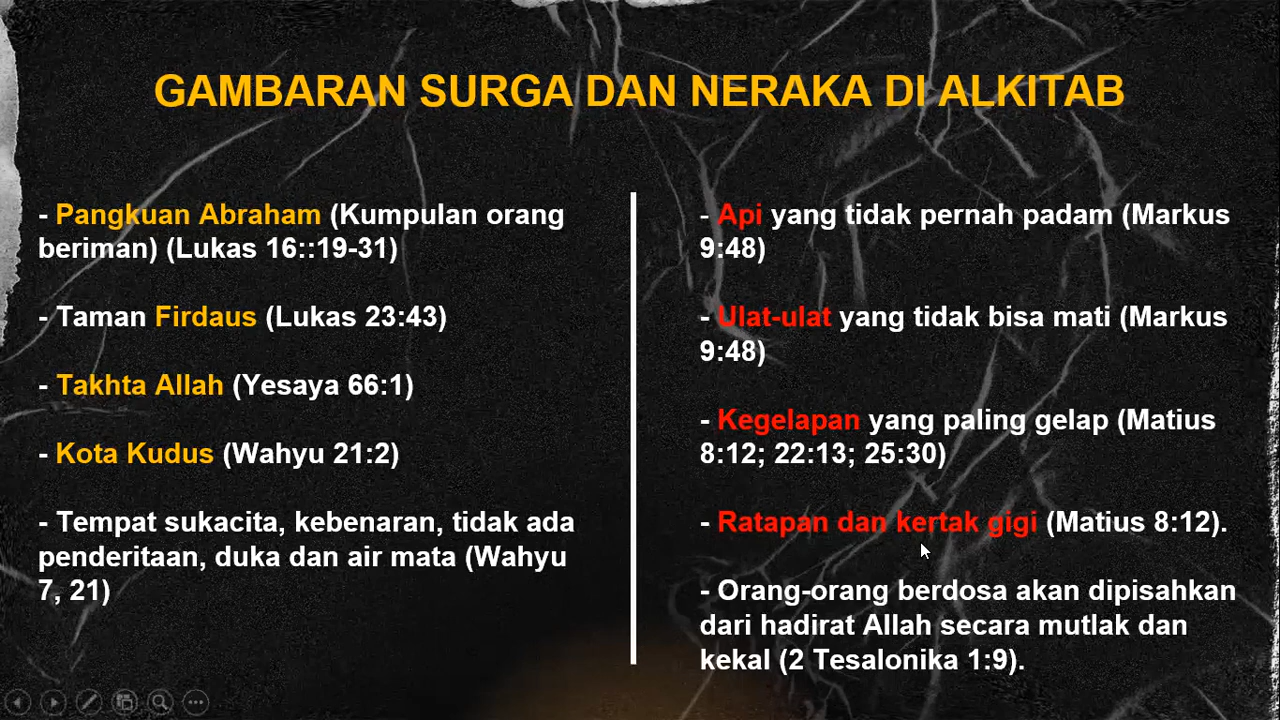 GAMBARAN SURGA DAN NERAKA DI ALKITAB
- Pangkuan Abraham (Kumpulan orang
beriman) (Lukas 16::19-31)
- Taman Firdaus (Lukas 23:43)
- Takhta Allah (Yesaya 66:1)
- Kota Kudus (Wahyu 21:2)
- Tempat sukacita, kebenaran, tidak ada
penderitaan, duka dan air mata (Wahyu
7, 21)
- Api yang tidak pernah padam (Markus
9:48)
- Ulat-ulat yang tidak bisa mati (Markus
9:48)
- Kegelapan yang paling gelap (Matius
8:12; 22:13; 25:30)
- Ratapan dan kertak gigi (Matius 8:12).
- Orang-orang berdosa akan dipisahkan
dari hadirat Allah secara mutlak dan
kekal (2 Tesalonika 1:9).